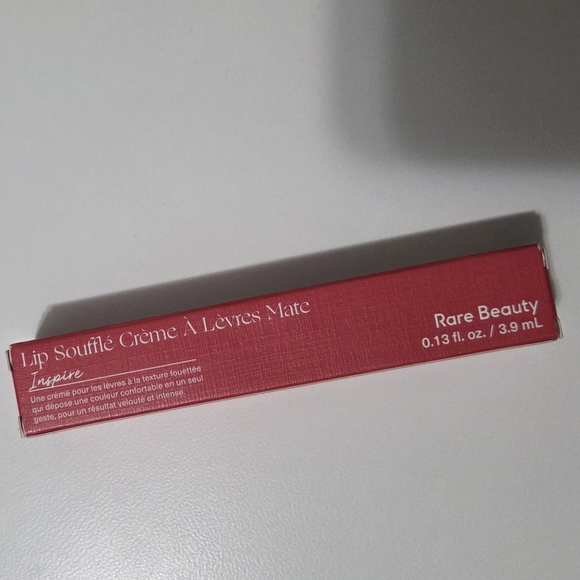 Lip Soufflé Crème À Lèvres Mate
Inspire
Une crème pour les lèvres à la texture fouettée
qui dépose une couleur confortable en un seul
geste, pour un résultat velouté et intense.
Rare Beauty
0.13 fl. oz. / 3.9 mL